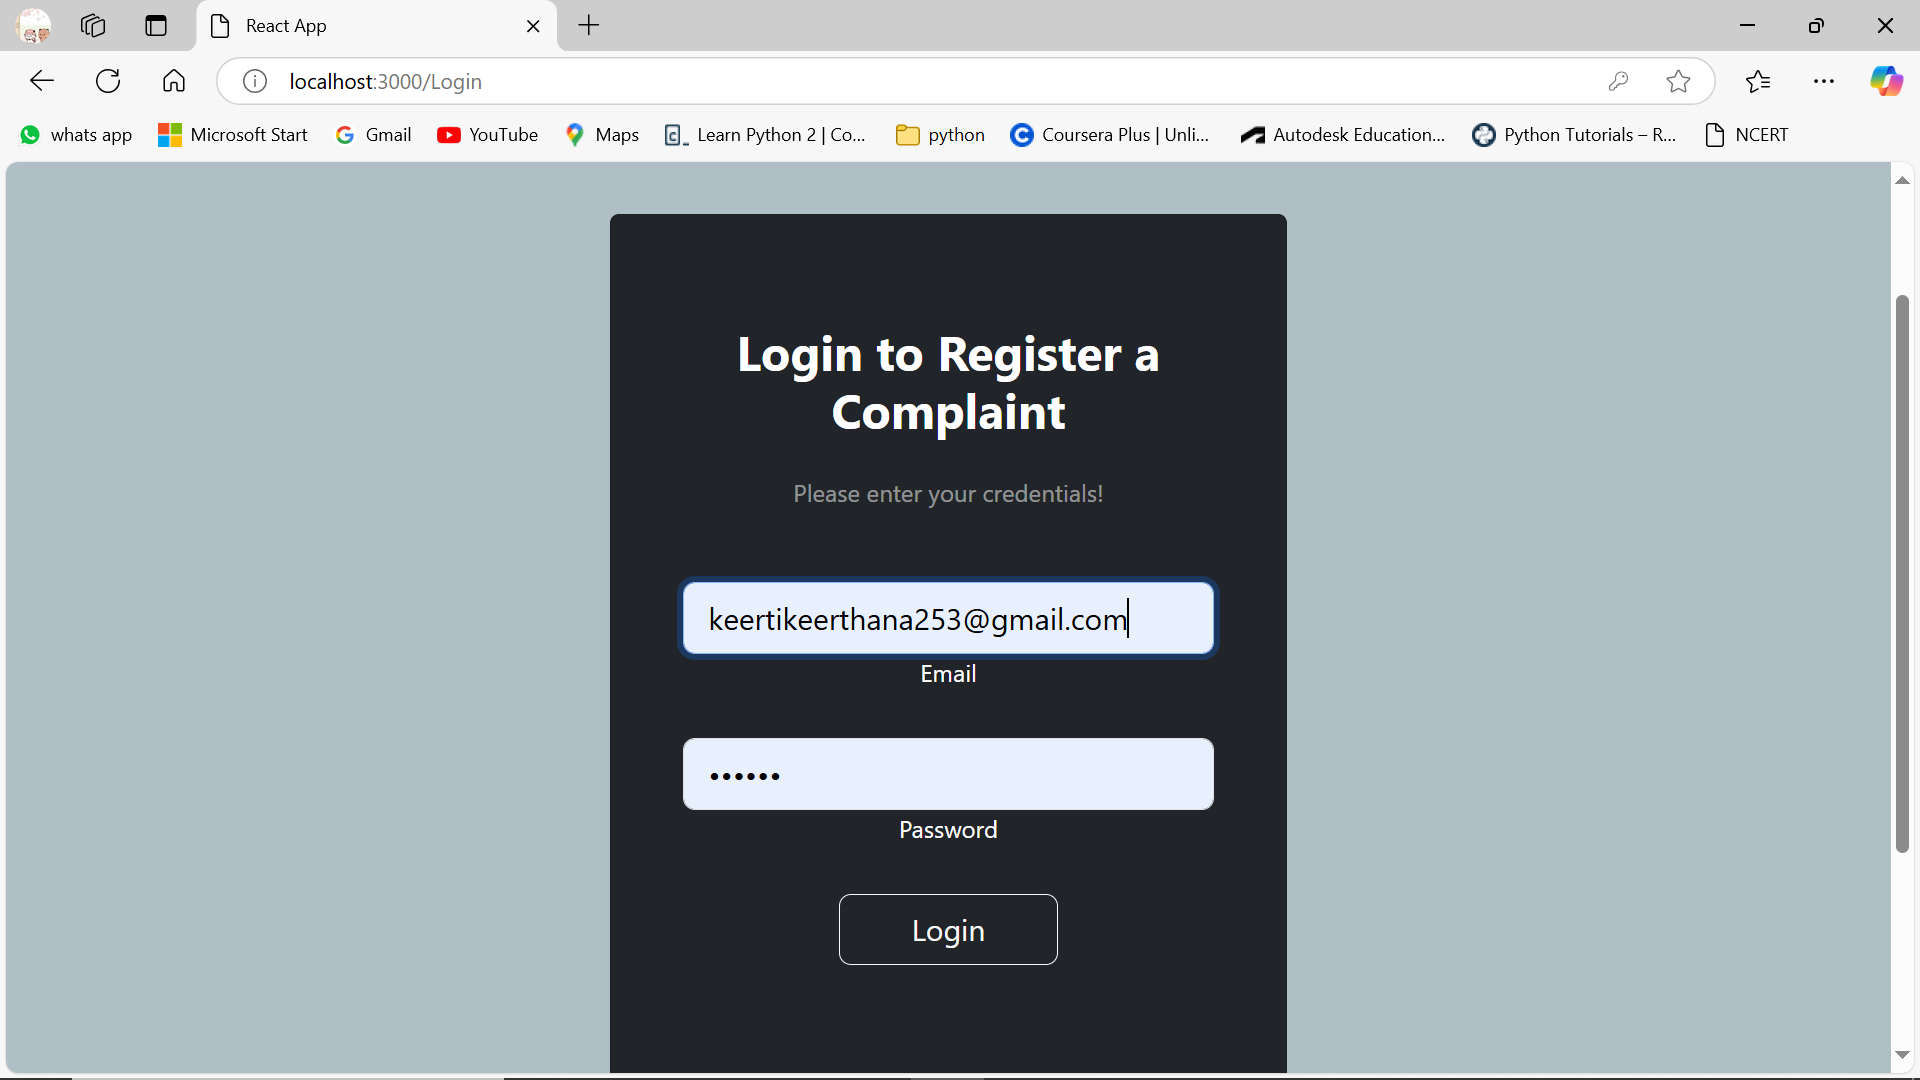 React App
localhost:3000/Login
whats app
Microsoft Start
Gmail
YouTube
Maps
Learn Python 2 | Co...
python
Coursera Plus | Unli...
Autodesk Education...
Python Tutorials – R...
NCERT
Login to Register a
Complaint
Please enter your credentials!
keertikeerthana253@gmail.com
Email
••••••
Password
Login